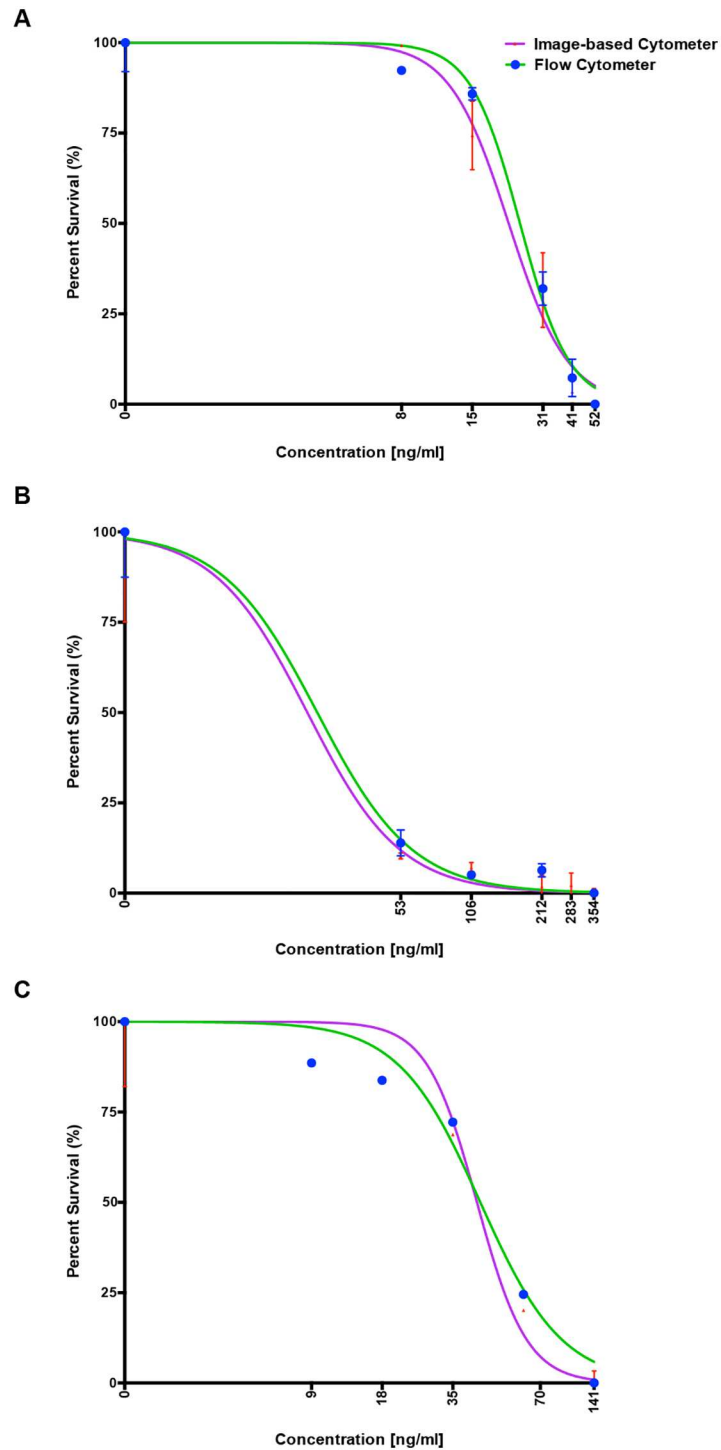 A
Image-based Cytometer
Flow Cytometer
Percent Survival (%)
100
75
50
25
0
0 8 15 31 41 52
Concentration [ng/ml]
B
Percent Survival (%)
100
75
50
25
0
0 53 106 212 283 354
Concentration [ng/ml]
C
Percent Survival (%)
100
75
50
25
0
0 9 18 35 70 141
Concentration [ng/ml]